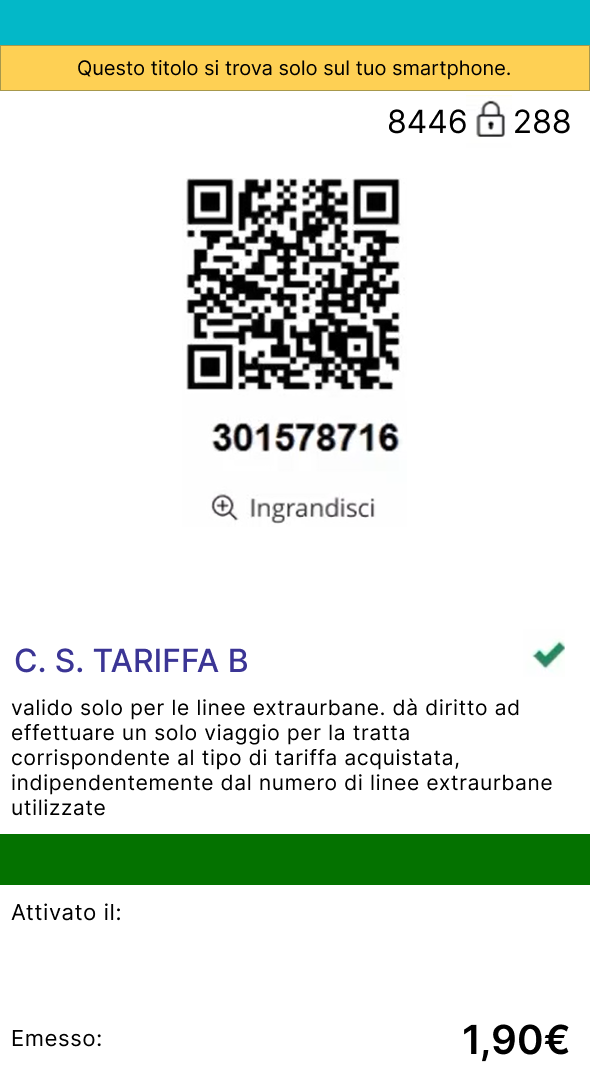 Questo titolo si trova solo sul tuo smartphone.
8446 288
301578716
Ingrandisci
C. S. TARIFFA B
valido solo per le linee extraurbane. dà diritto ad
effettuare un solo viaggio per la tratta
corrispondente al tipo di tariffa acquistata,
indipendentemente dal numero di linee extraurbane
utilizzate
Attivato il:
Emesso:
1,90€